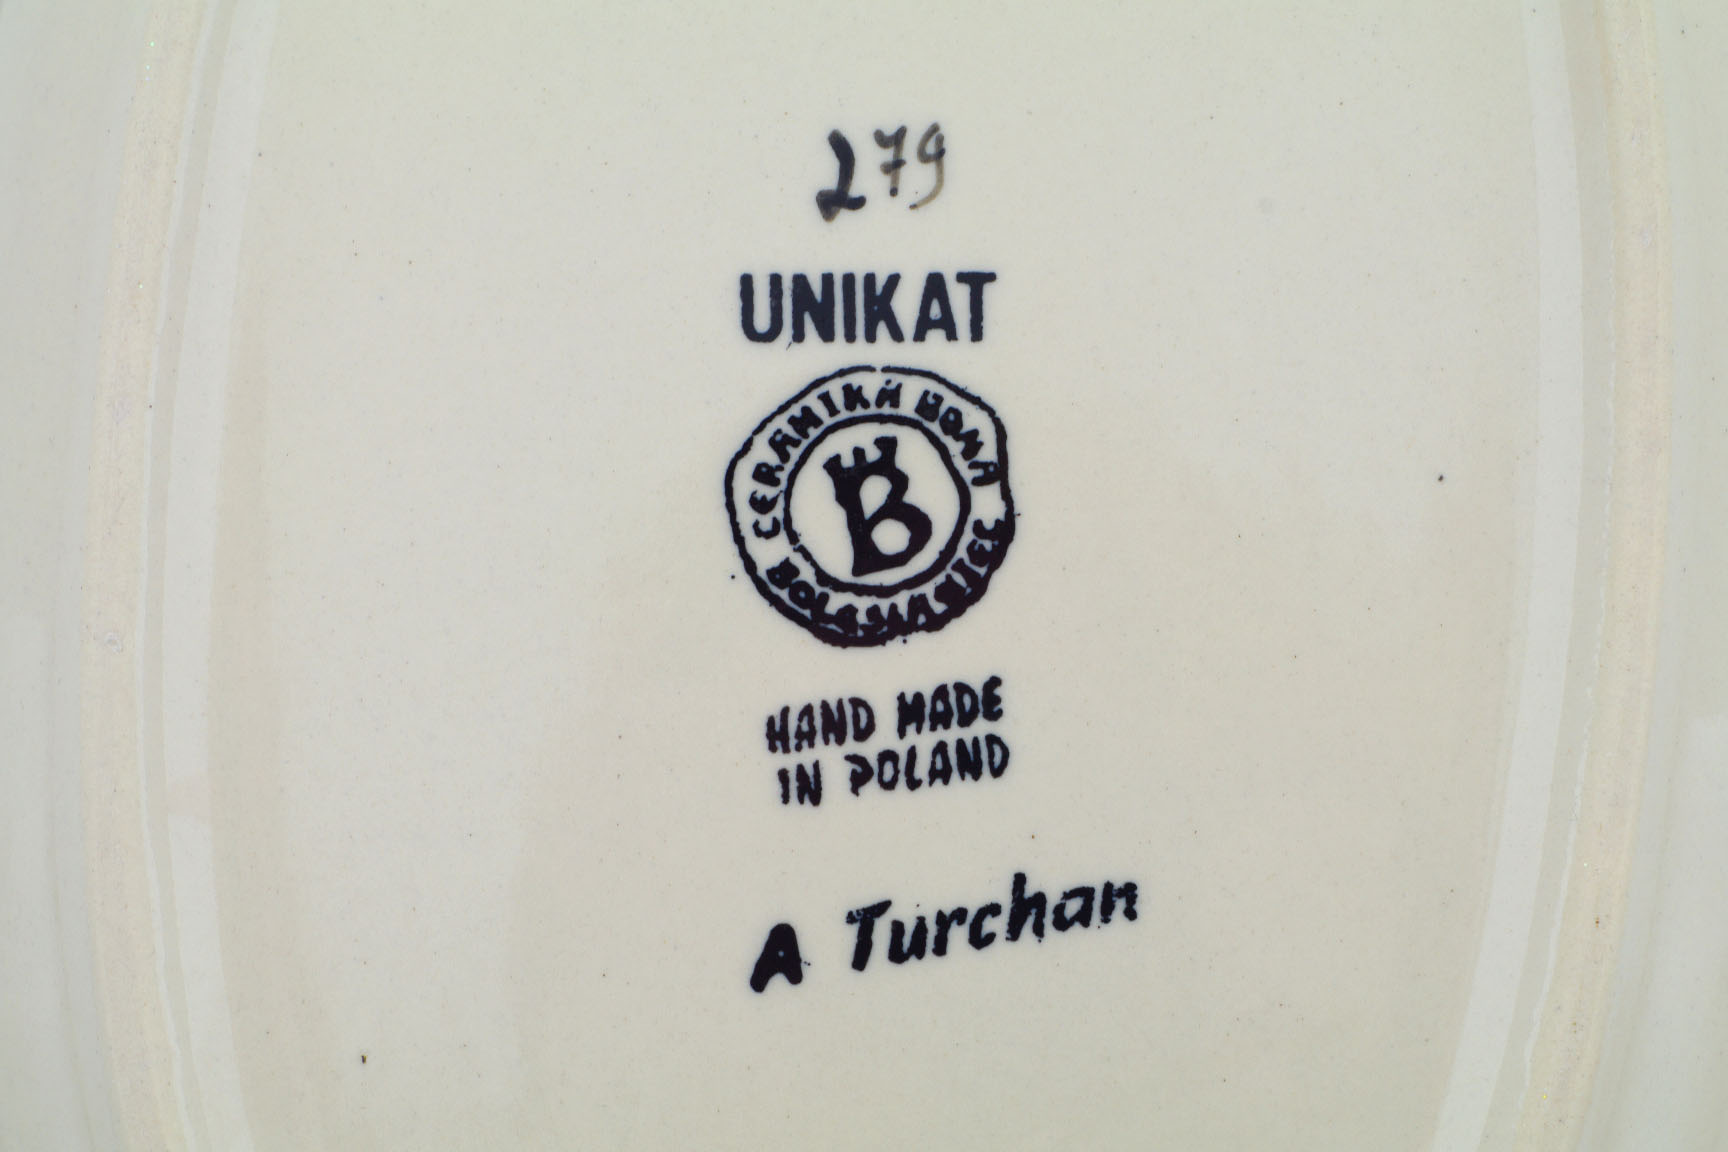 279
UNIKAT
CERAMIKA BOMA
BOLESŁAWIEC
B
HAND MADE
IN POLAND
A Turchan